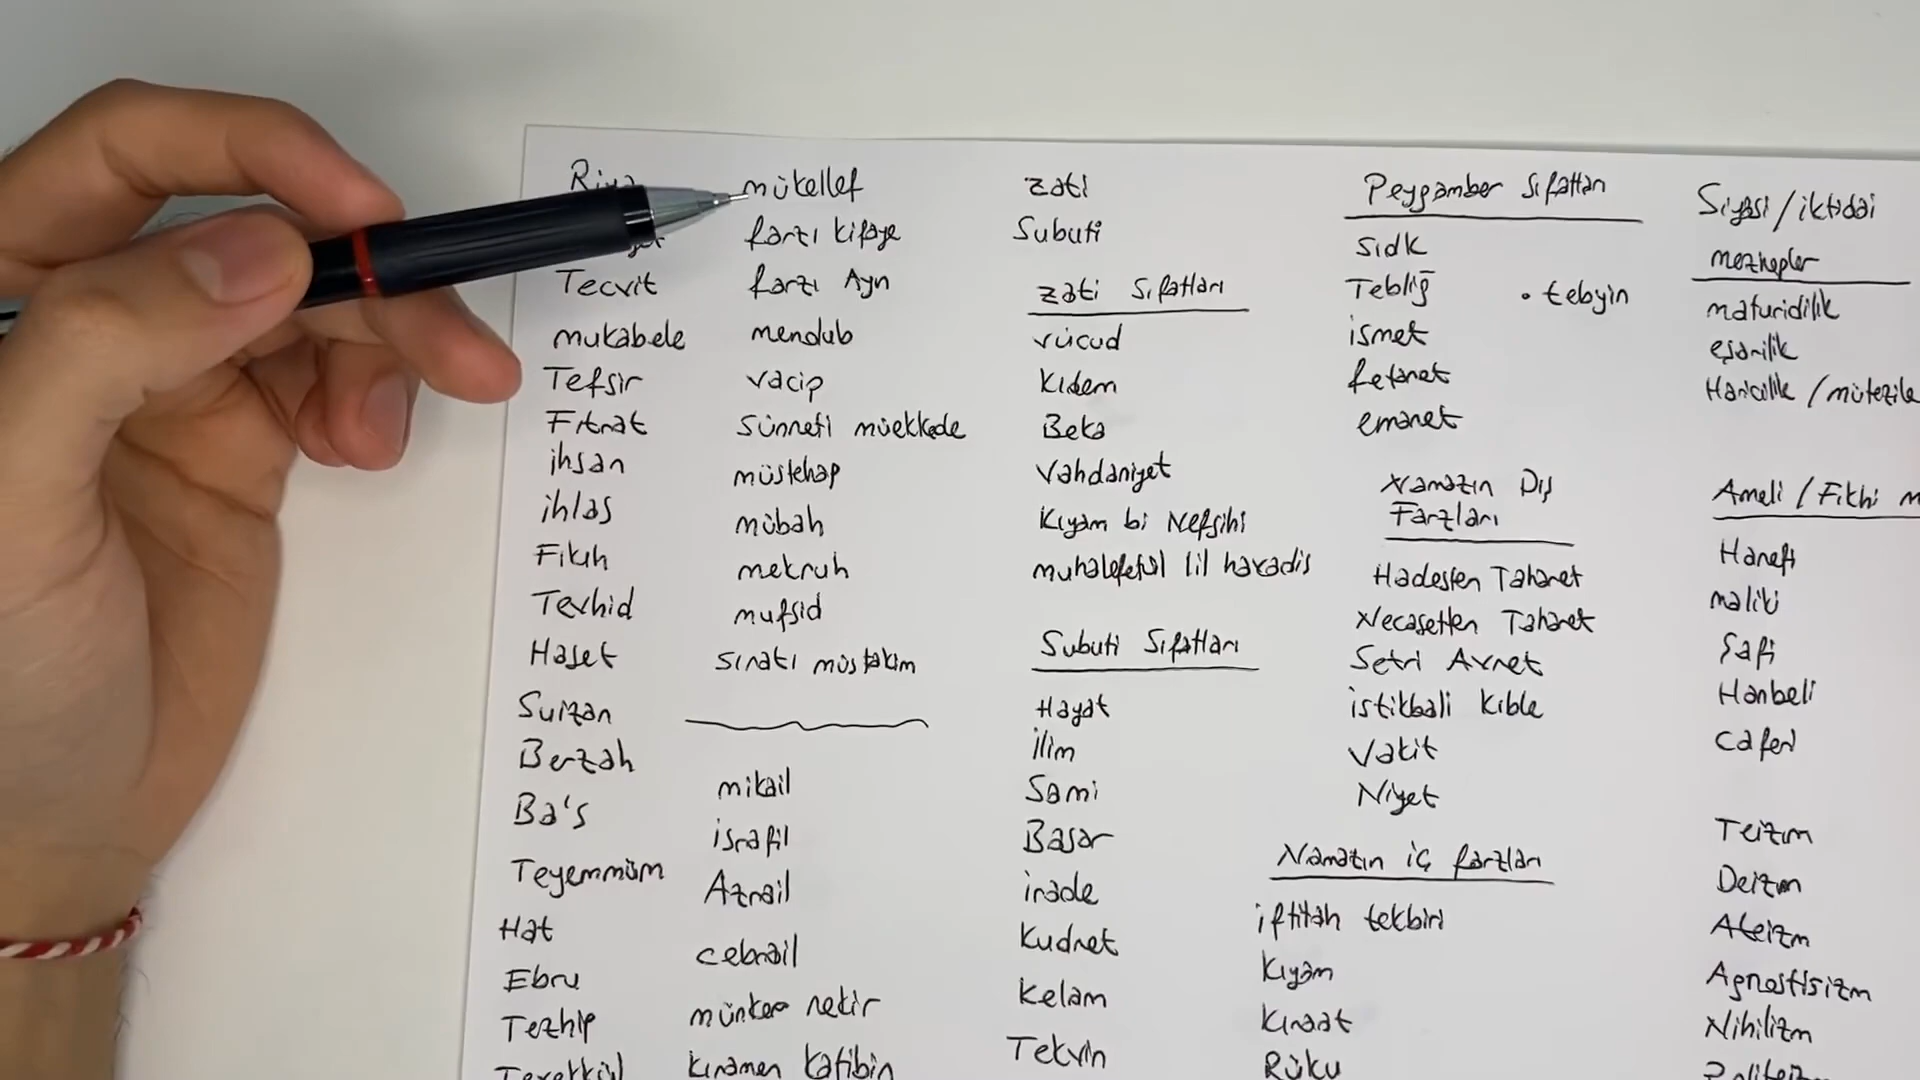 mükellef
farzı kifaye
Tecvit
farzı Ayn
mukabele
mendub
Tefsir
vacip
Fıtrat
Sünneti müekkede
ihsan
müstehap
ihlas
mübah
Fıkıh
mekruh
Tevhid
mufsid
Haset
sıratı müstakim
Suizan
Berzah
Ba's
Teyemmüm
Hat
Ebru
Tezhip
mikail
israfil
Azrail
cebrail
münker nekir
kiramen katibin
zati
Subuti
zati sıfatları
vücud
kıdem
Beka
Vahdaniyet
Kıyam bi Nefsihi
muhalefetül lil havadis
Subuti Sıfatları
Hayat
ilim
Semi
Basar
irade
Kudret
Kelam
Tekvin
Peygamber Sıfatları
sıdk
Tebliğ
• tebyin
ismet
fetanet
emanet
Namazın Dış
Farzları
Hadesten Taharet
Necasetten Taharet
Setri Avret
istikbali kıble
Vakit
Niyet
Namazın iç farzları
iftitah tekbiri
kıyam
kıraat
Rüku
Siyasi/iktidai
mezhepler
maturidilik
eşarilik
Haricilik / mütezile
Ameli / Fıkhi m
Hanefi
maliki
Şafi
Hanbeli
caferi
Teizm
Deizm
Ateizm
Agnostisizm
Nihilizm